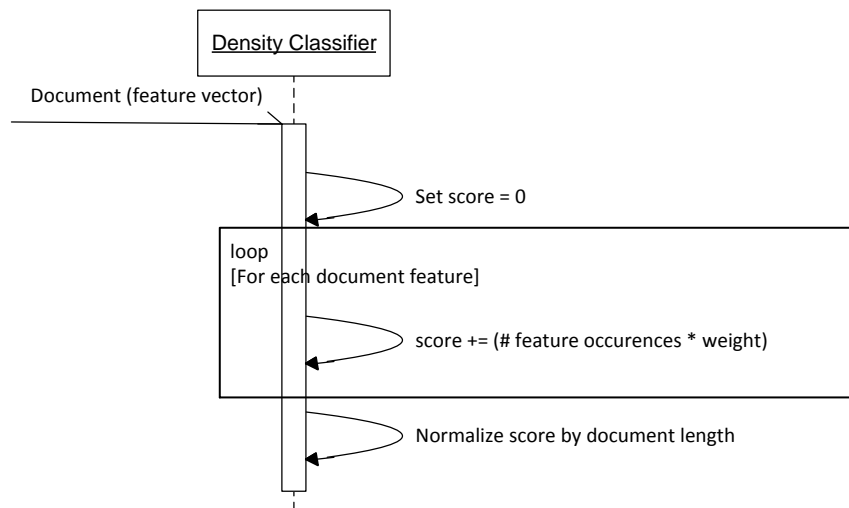 Density Classifier
Document (feature vector)
Set score = 0
loop
[For each document feature]
score += (# feature occurences * weight)
Normalize score by document length